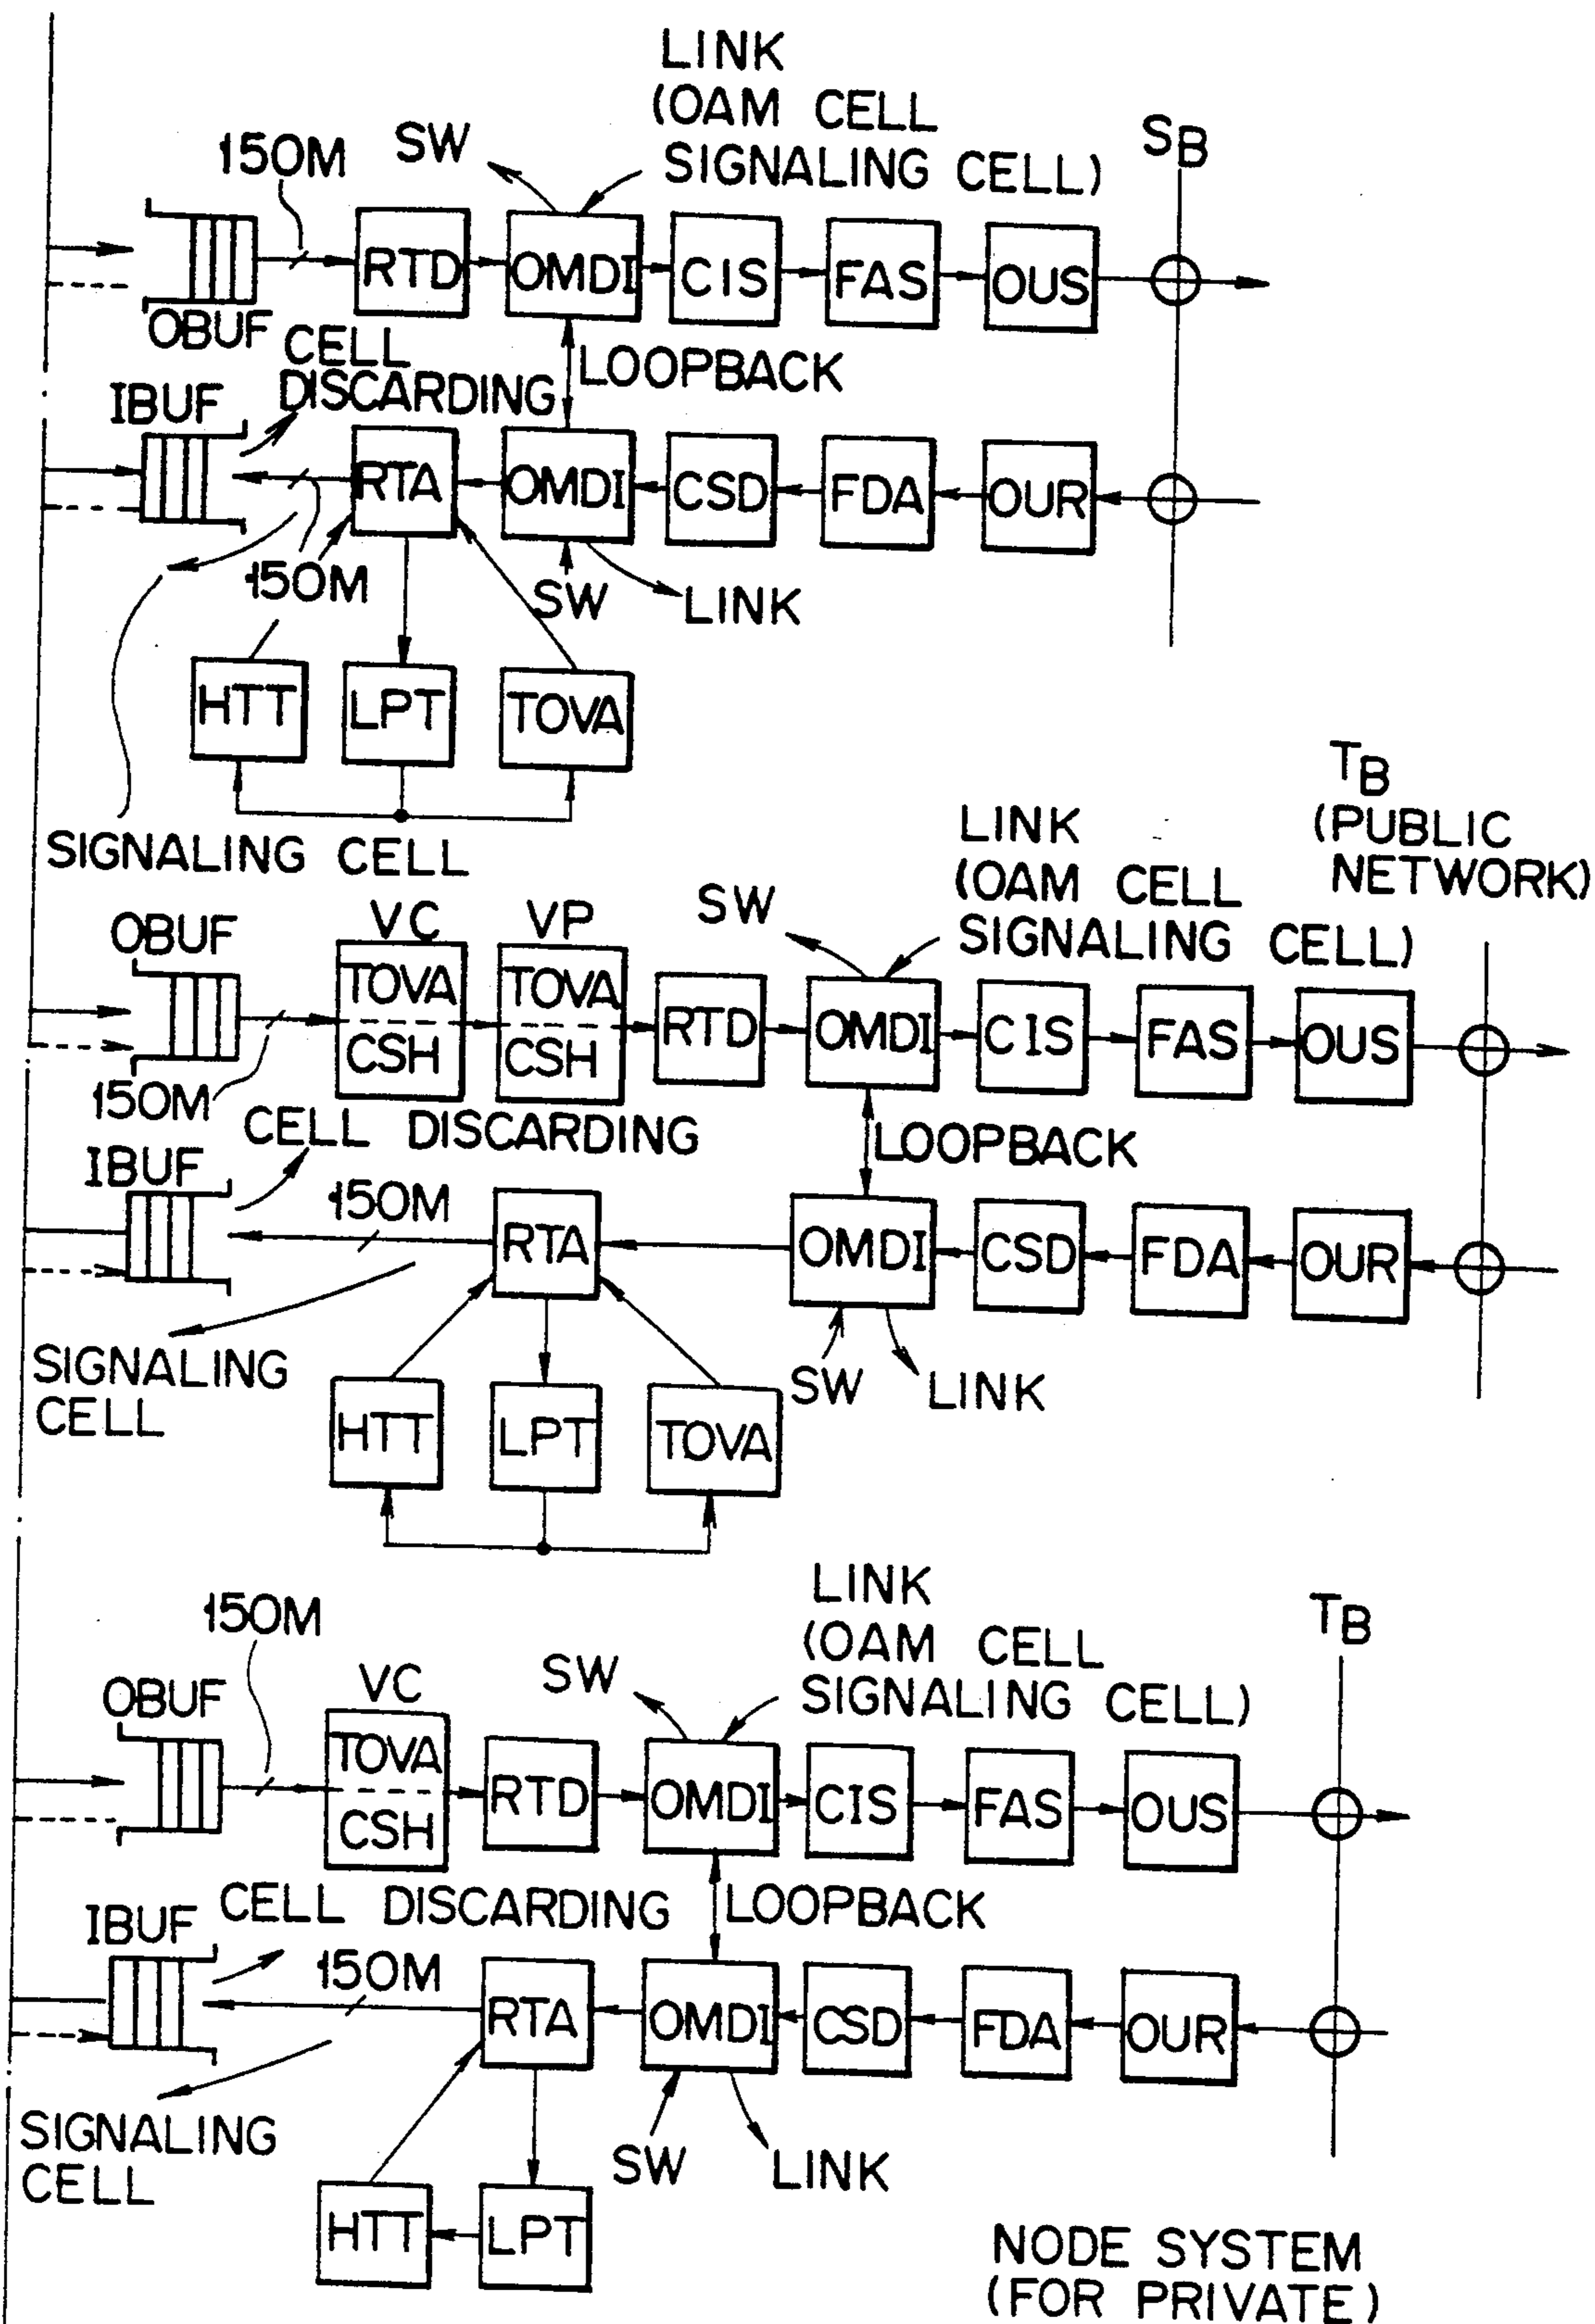 LINK
(OAM CELL
SIGNALING CELL)
SB
150M
SW
RTD
OMDI
CIS
FAS
OUS
OBUF
CELL
DISCARDING
LOOPBACK
IBUF
RTA
OMDI
CSD
FDA
OUR
150M
SW
LINK
HTT
LPT
TOVA
SIGNALING CELL
TB
(PUBLIC
NETWORK)
LINK
(OAM CELL
SIGNALING CELL)
SW
OBUF
VC
VP
TOVA
CSH
TOVA
CSH
RTD
OMDI
CIS
FAS
OUS
150M
CELL DISCARDING
LOOPBACK
IBUF
150M
RTA
OMDI
CSD
FDA
OUR
SIGNALING
CELL
SW
LINK
HTT
LPT
TOVA
LINK
(OAM CELL
SIGNALING CELL)
TB
150M
SW
OBUF
VC
TOVA
CSH
RTD
OMDI
CIS
FAS
OUS
IBUF
CELL DISCARDING
LOOPBACK
150M
RTA
OMDI
CSD
FDA
OUR
SIGNALING
CELL
SW
LINK
HTT
LPT
NODE SYSTEM
(FOR PRIVATE)